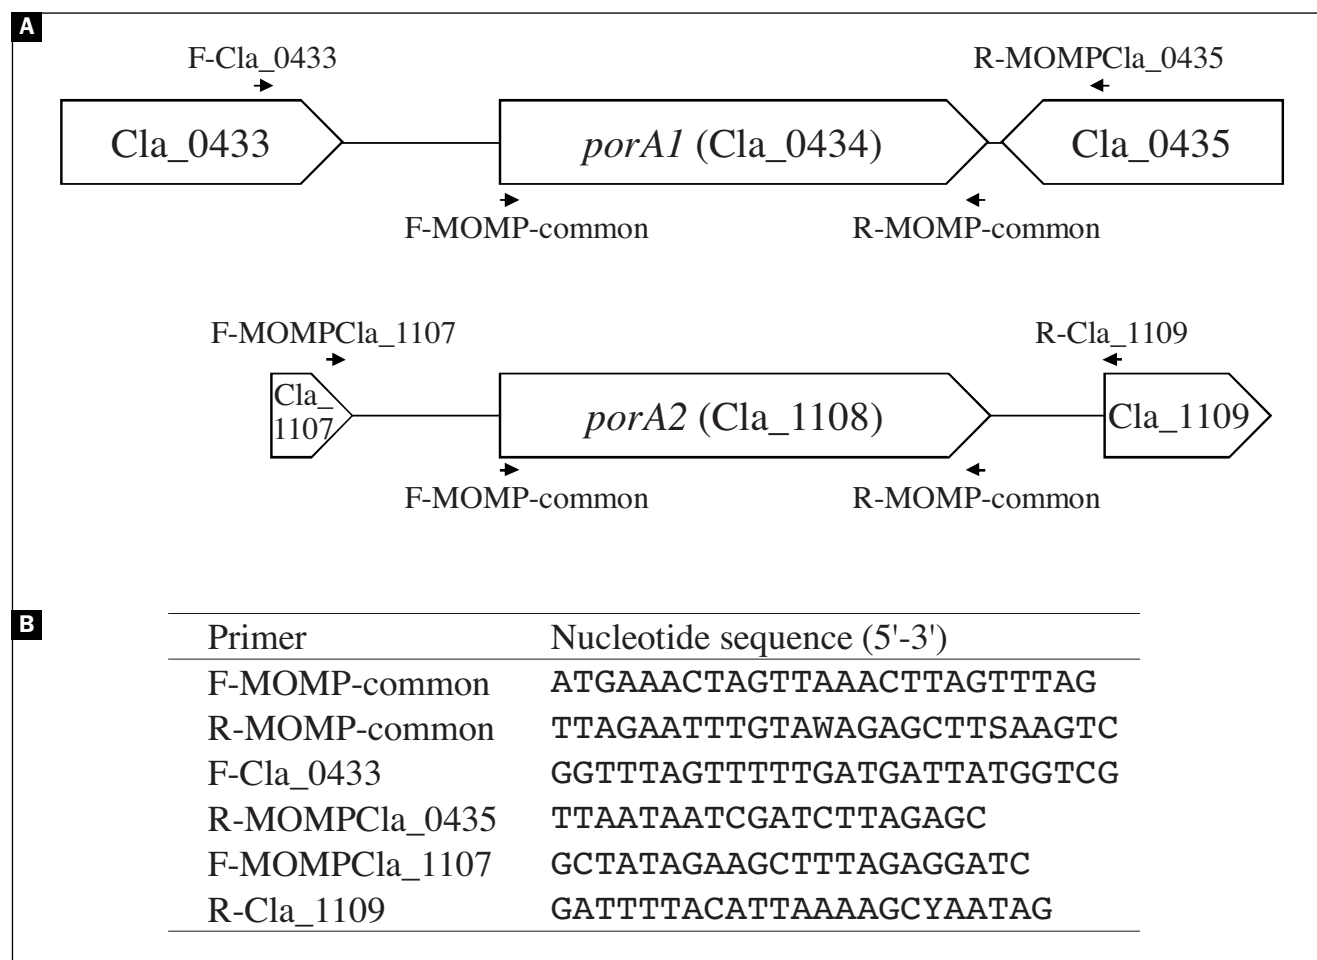 A
F-Cla_0433
R-MOMPCla_0435
Cla_0433
porA1 (Cla_0434)
Cla_0435
F-MOMP-common
R-MOMP-common
F-MOMPCla_1107
R-Cla_1109
Cla_
1107
porA2 (Cla_1108)
Cla_1109
F-MOMP-common
R-MOMP-common
B
Primer Nucleotide sequence (5'-3')
F-MOMP-common ATGAAACTAGTTAAACTTAGTTTAG
R-MOMP-common TTAGAATTTGTAWAGAGCTTSAAGTC
F-Cla_0433 GGTTTAGTTTTTGATGATTATGGTCG
R-MOMPCla_0435 TTAATAATCGATCTTAGAGC
F-MOMPCla_1107 GCTATAGAAGCTTTAGAGGATC
R-Cla_1109 GATTTTACATTAAAAGCYAATAG